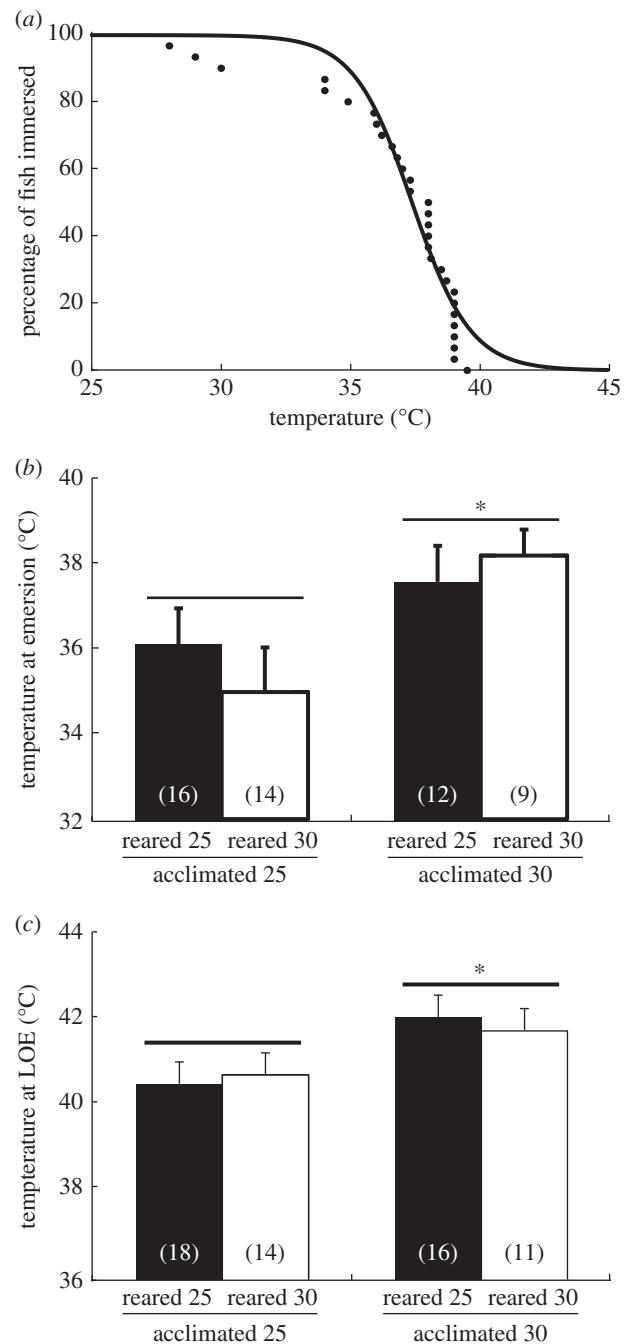 (a)
100
80
60
40
20
0
percentage of fish immersed
25 30 35 40 45
temperature (°C)
(b)
40
38
36
34
32
temperature at emersion (°C)
*
(16) (14) (12) (9)
reared 25 reared 30 reared 25 reared 30
acclimated 25 acclimated 30
(c)
44
42
40
38
36
tempterature at LOE (°C)
*
(18) (14) (16) (11)
reared 25 reared 30 reared 25 reared 30
acclimated 25 acclimated 30